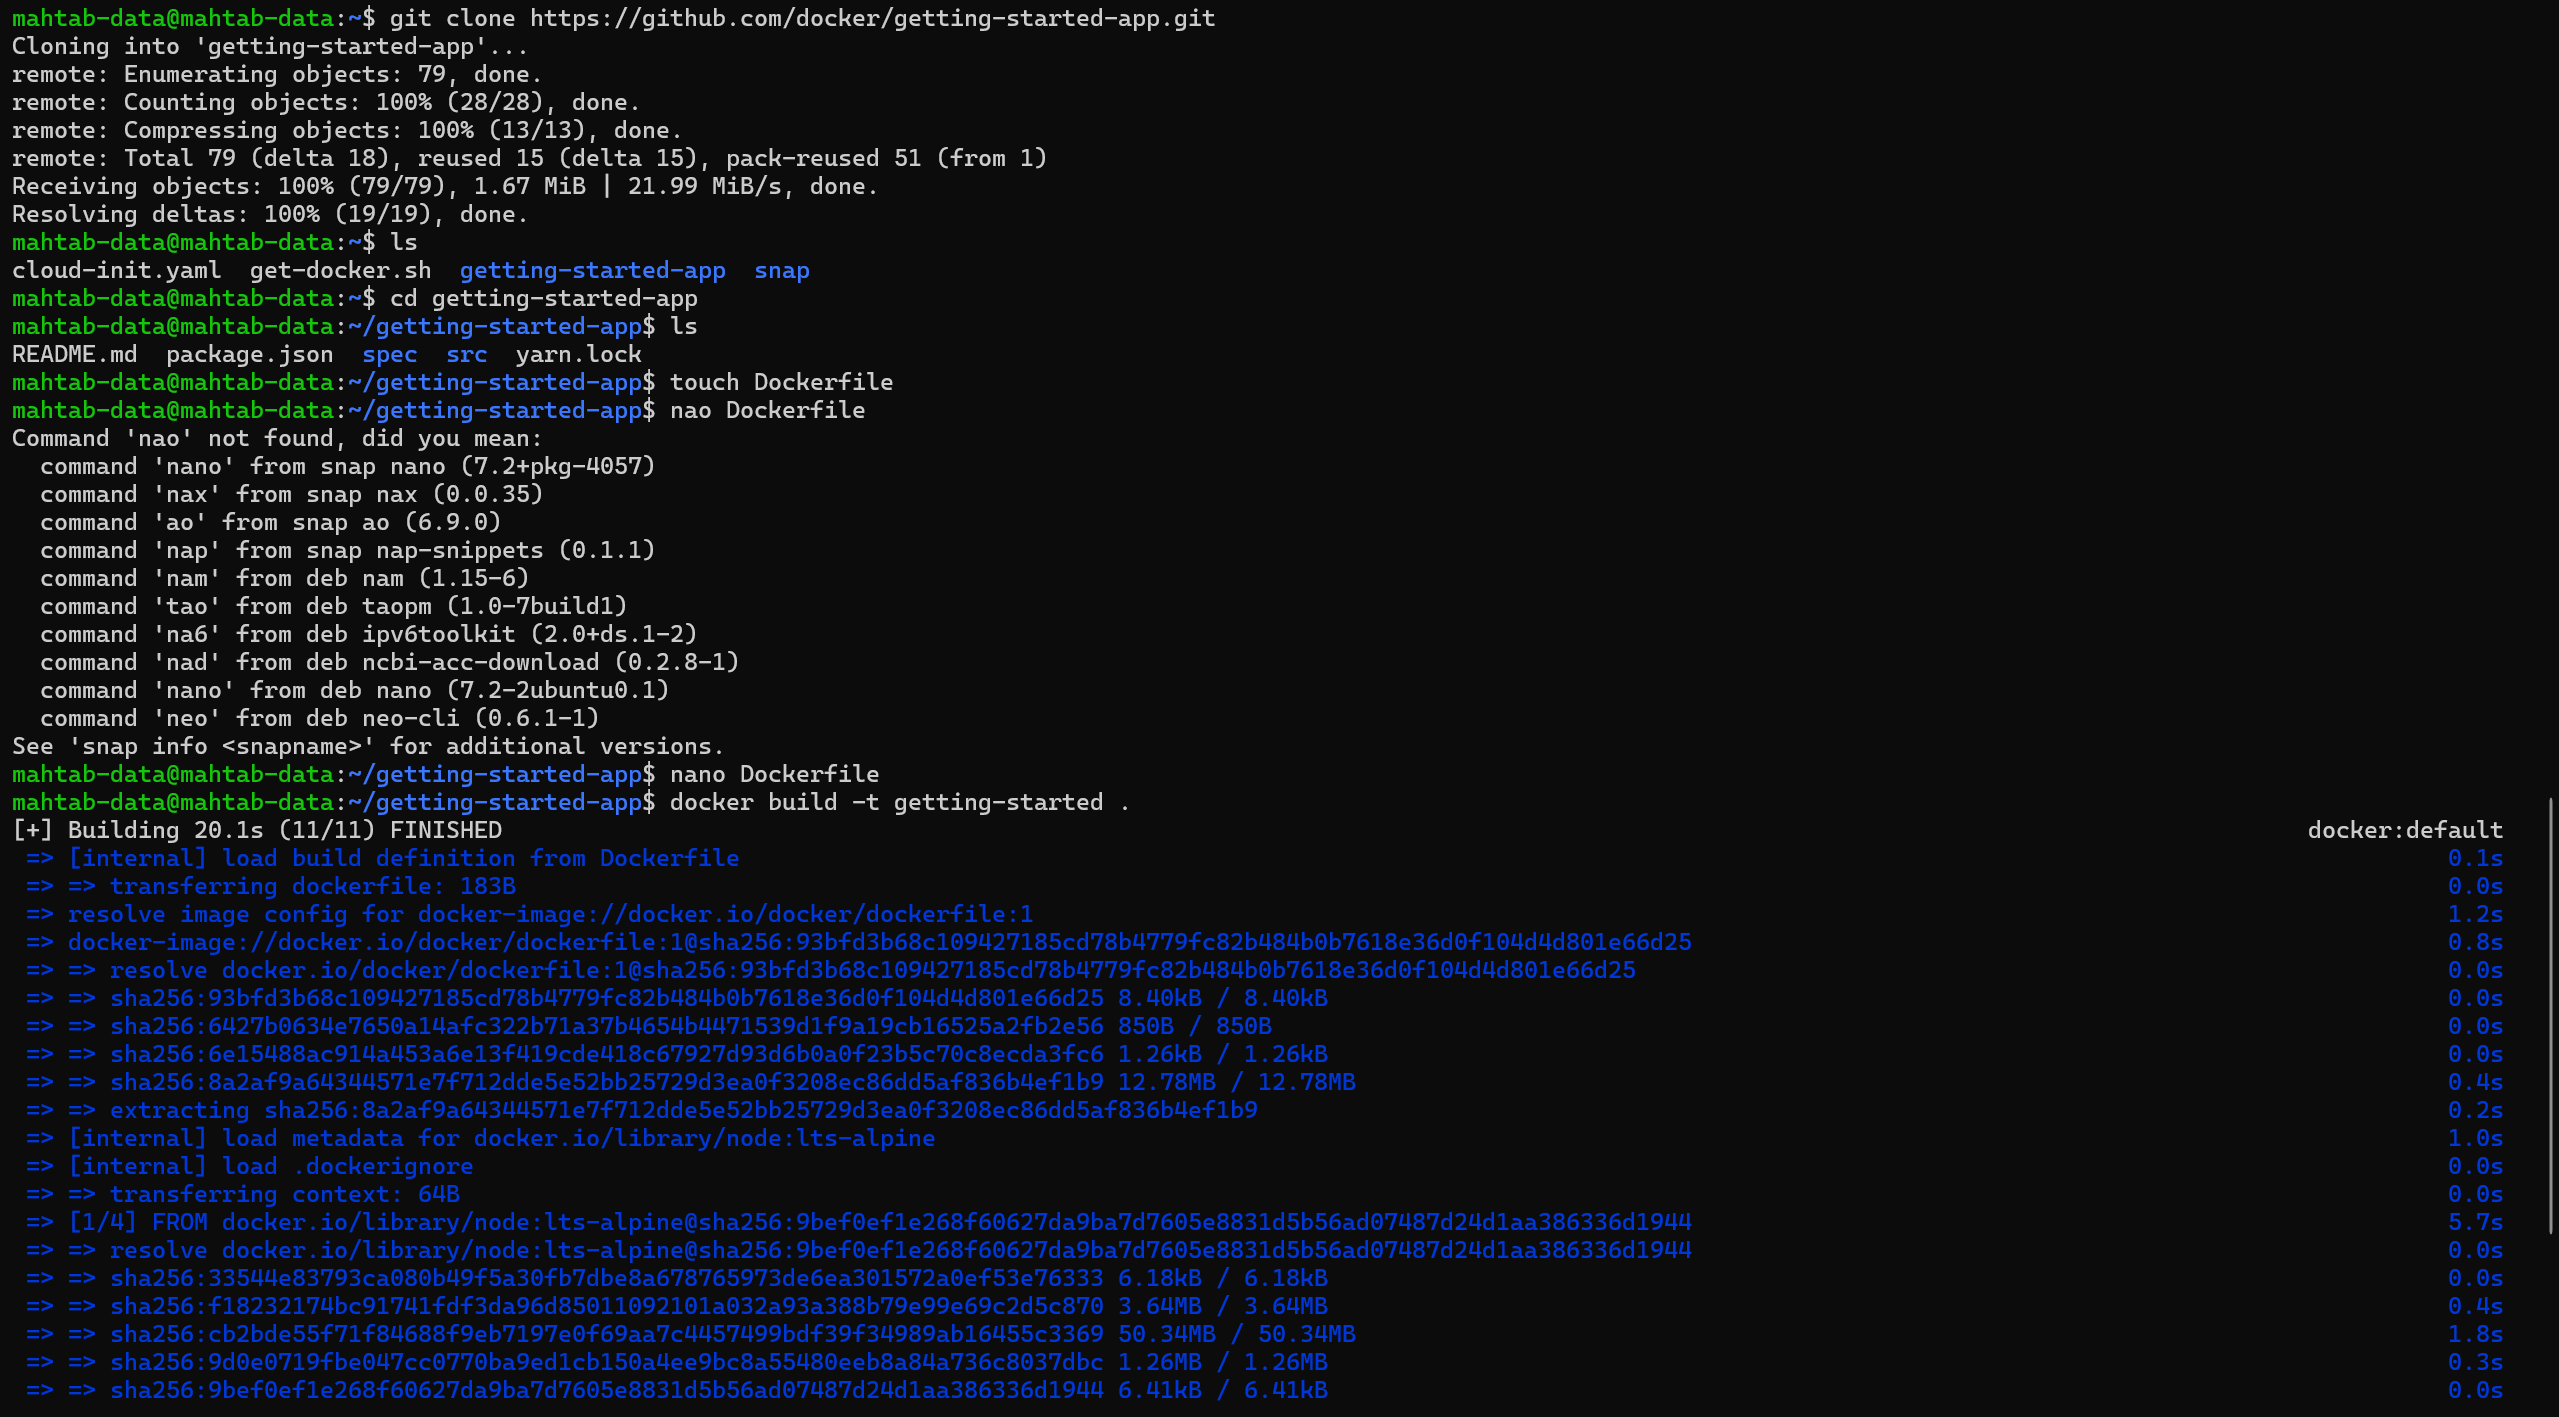 mahtab-data@mahtab-data:~$ git clone https://github.com/docker/getting-started-app.git
Cloning into 'getting-started-app'...
remote: Enumerating objects: 79, done.
remote: Counting objects: 100% (28/28), done.
remote: Compressing objects: 100% (13/13), done.
remote: Total 79 (delta 18), reused 15 (delta 15), pack-reused 51 (from 1)
Receiving objects: 100% (79/79), 1.67 MiB | 21.99 MiB/s, done.
Resolving deltas: 100% (19/19), done.
mahtab-data@mahtab-data:~$ ls
cloud-init.yaml  get-docker.sh  getting-started-app  snap
mahtab-data@mahtab-data:~$ cd getting-started-app
mahtab-data@mahtab-data:~/getting-started-app$ ls
README.md  package.json  spec  src  yarn.lock
mahtab-data@mahtab-data:~/getting-started-app$ touch Dockerfile
mahtab-data@mahtab-data:~/getting-started-app$ nao Dockerfile
Command 'nao' not found, did you mean:
  command 'nano' from snap nano (7.2+pkg-4057)
  command 'nax' from snap nax (0.0.35)
  command 'ao' from snap ao (6.9.0)
  command 'nap' from snap nap-snippets (0.1.1)
  command 'nam' from deb nam (1.15-6)
  command 'tao' from deb taopm (1.0-7build1)
  command 'na6' from deb ipv6toolkit (2.0+ds.1-2)
  command 'nad' from deb ncbi-acc-download (0.2.8-1)
  command 'nano' from deb nano (7.2-2ubuntu0.1)
  command 'neo' from deb neo-cli (0.6.1-1)
See 'snap info <snapname>' for additional versions.
mahtab-data@mahtab-data:~/getting-started-app$ nano Dockerfile
mahtab-data@mahtab-data:~/getting-started-app$ docker build -t getting-started .
[+] Building 20.1s (11/11) FINISHED docker:default
 => [internal] load build definition from Dockerfile 0.1s
 => => transferring dockerfile: 183B 0.0s
 => resolve image config for docker-image://docker.io/docker/dockerfile:1 1.2s
 => docker-image://docker.io/docker/dockerfile:1@sha256:93bfd3b68c109427185cd78b4779fc82b484b0b7618e36d0f104d4d801e66d25 0.8s
 => => resolve docker.io/docker/dockerfile:1@sha256:93bfd3b68c109427185cd78b4779fc82b484b0b7618e36d0f104d4d801e66d25 0.0s
 => => sha256:93bfd3b68c109427185cd78b4779fc82b484b0b7618e36d0f104d4d801e66d25 8.40kB / 8.40kB 0.0s
 => => sha256:6427b0634e7650a14afc322b71a37b4654b4471539d1f9a19cb16525a2fb2e56 850B / 850B 0.0s
 => => sha256:6e15488ac914a453a6e13f419cde418c67927d93d6b0a0f23b5c70c8ecda3fc6 1.26kB / 1.26kB 0.0s
 => => sha256:8a2af9a64344571e7f712dde5e52bb25729d3ea0f3208ec86dd5af836b4ef1b9 12.78MB / 12.78MB 0.4s
 => => extracting sha256:8a2af9a64344571e7f712dde5e52bb25729d3ea0f3208ec86dd5af836b4ef1b9 0.2s
 => [internal] load metadata for docker.io/library/node:lts-alpine 1.0s
 => [internal] load .dockerignore 0.0s
 => => transferring context: 64B 0.0s
 => [1/4] FROM docker.io/library/node:lts-alpine@sha256:9bef0ef1e268f60627da9ba7d7605e8831d5b56ad07487d24d1aa386336d1944 5.7s
 => => resolve docker.io/library/node:lts-alpine@sha256:9bef0ef1e268f60627da9ba7d7605e8831d5b56ad07487d24d1aa386336d1944 0.0s
 => => sha256:33544e83793ca080b49f5a30fb7dbe8a678765973de6ea301572a0ef53e76333 6.18kB / 6.18kB 0.0s
 => => sha256:f18232174bc91741fdf3da96d85011092101a032a93a388b79e99e69c2d5c870 3.64MB / 3.64MB 0.4s
 => => sha256:cb2bde55f71f84688f9eb7197e0f69aa7c4457499bdf39f34989ab16455c3369 50.34MB / 50.34MB 1.8s
 => => sha256:9d0e0719fbe047cc0770ba9ed1cb150a4ee9bc8a55480eeb8a84a736c8037dbc 1.26MB / 1.26MB 0.3s
 => => sha256:9bef0ef1e268f60627da9ba7d7605e8831d5b56ad07487d24d1aa386336d1944 6.41kB / 6.41kB 0.0s